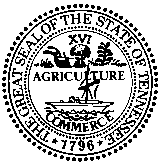 THE GREAT SEAL OF THE STATE OF TENNESSEE
XVI
AGRICULTURE
COMMERCE
1796